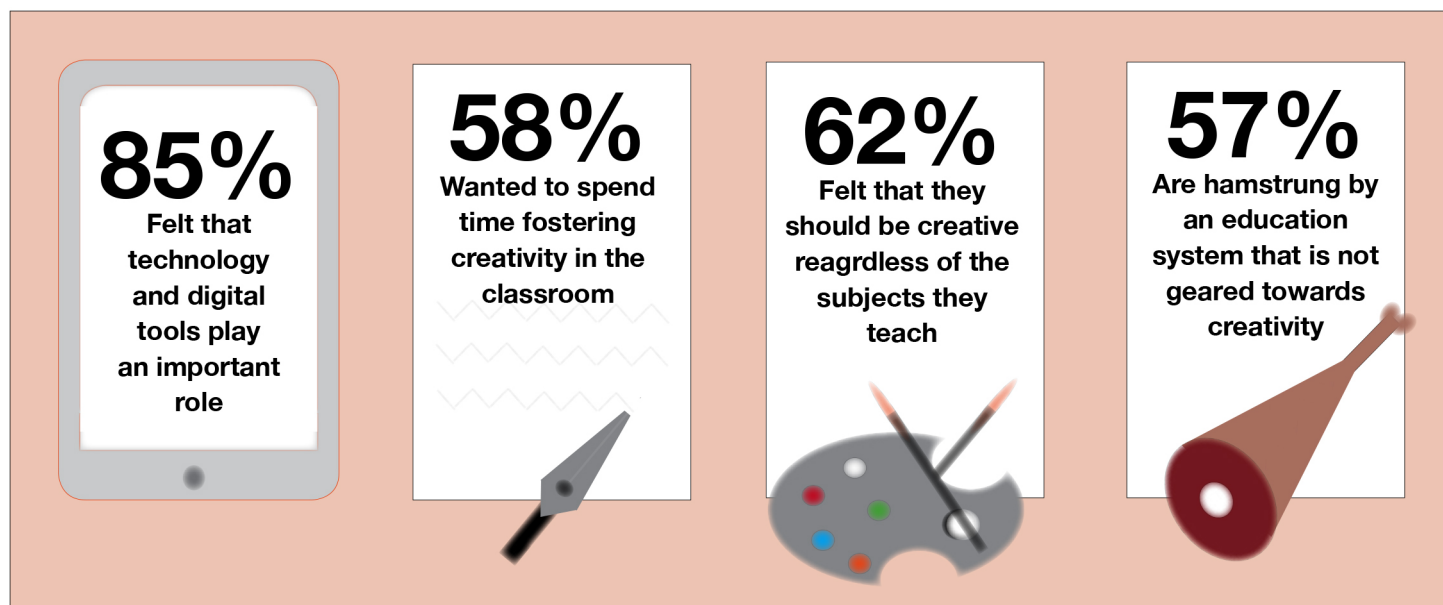 85%
Felt that
technology
and digital
tools play
an important
role
58%
Wanted to spend
time fostering
creativity in the
classroom
62%
Felt that they
should be creative
reagrdless of the
subjects they
teach
57%
Are hamstrung by
an education
system that is not
geared towards
creativity